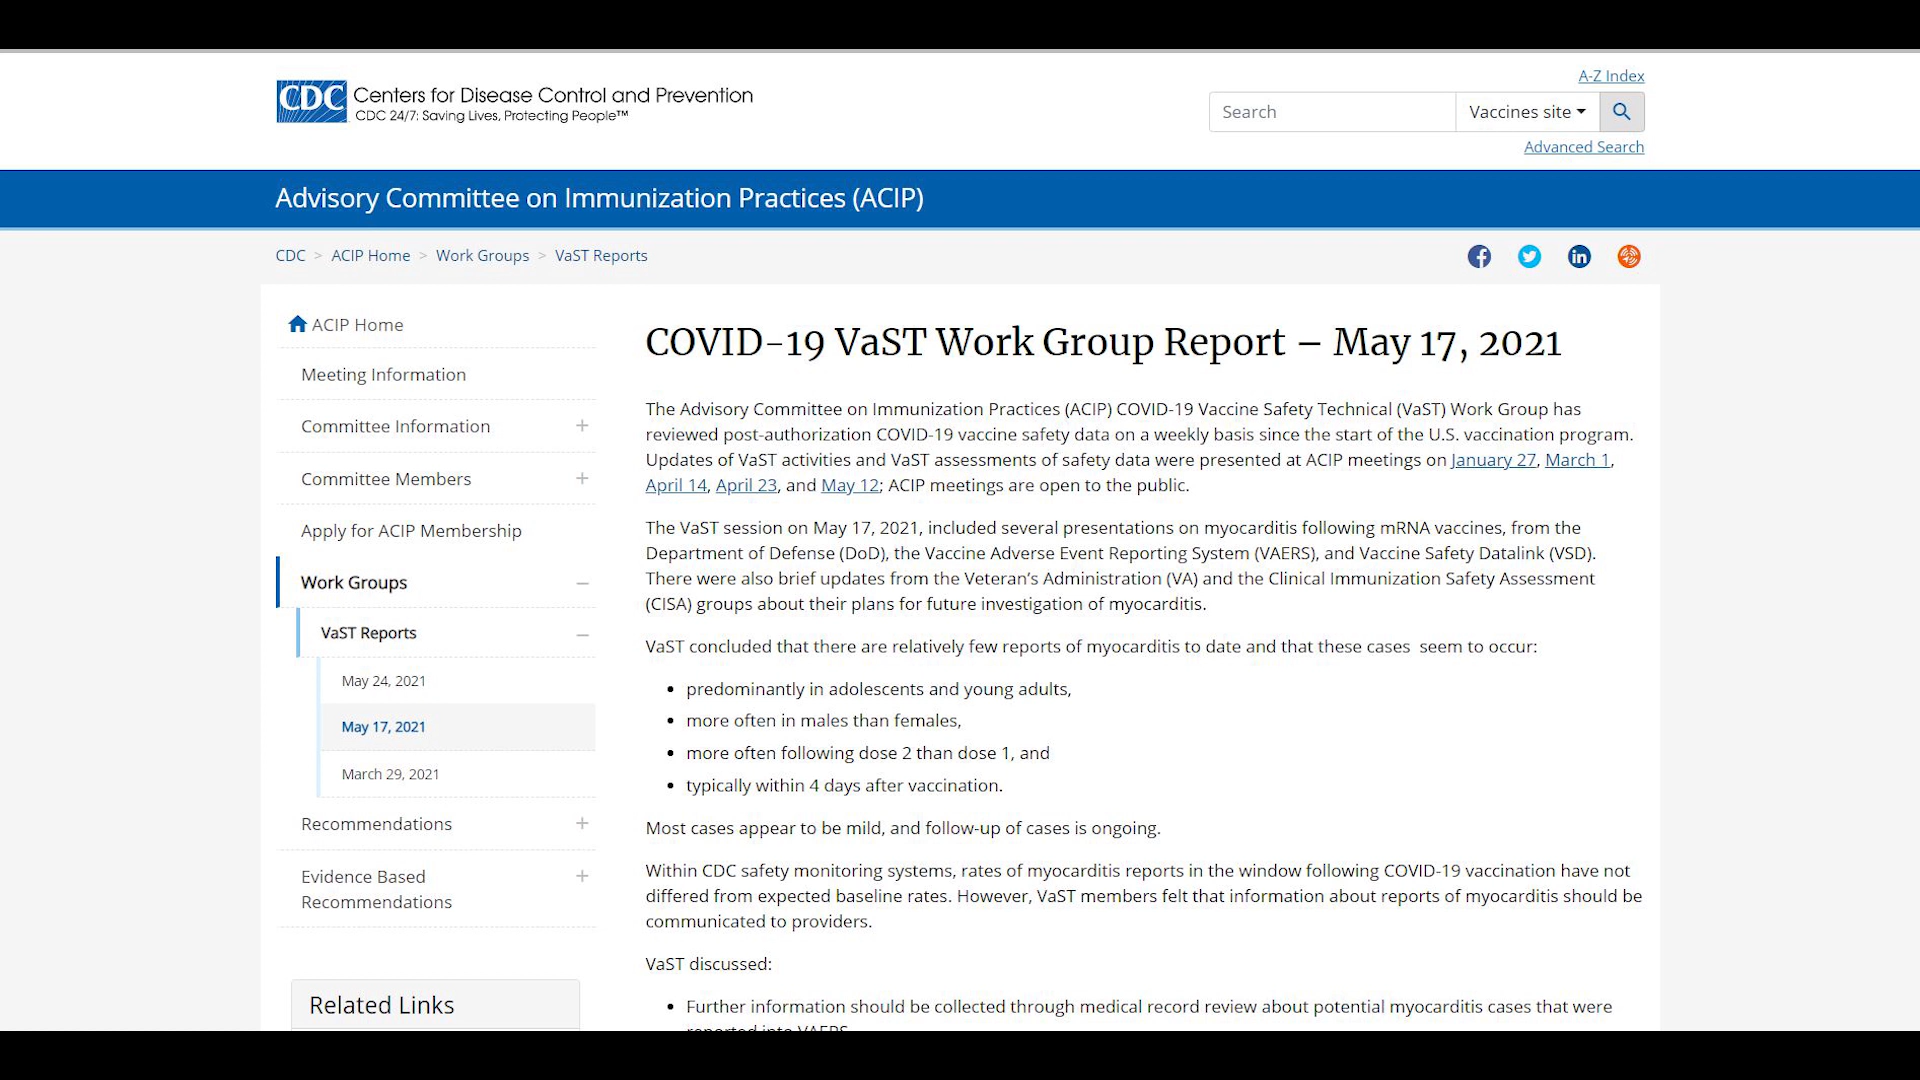 CDC Centers for Disease Control and Prevention
CDC 24/7: Saving Lives, Protecting People™
A-Z Index
Search
Vaccines site
Advanced Search
Advisory Committee on Immunization Practices (ACIP)
CDC > ACIP Home > Work Groups > VaST Reports
ACIP Home
Meeting Information
Committee Information +
Committee Members +
Apply for ACIP Membership
Work Groups –
VaST Reports –
May 24, 2021
May 17, 2021
March 29, 2021
Recommendations +
Evidence Based +
Recommendations
Related Links
COVID-19 VaST Work Group Report – May 17, 2021
The Advisory Committee on Immunization Practices (ACIP) COVID-19 Vaccine Safety Technical (VaST) Work Group has
reviewed post-authorization COVID-19 vaccine safety data on a weekly basis since the start of the U.S. vaccination program.
Updates of VaST activities and VaST assessments of safety data were presented at ACIP meetings on January 27, March 1,
April 14, April 23, and May 12; ACIP meetings are open to the public.
The VaST session on May 17, 2021, included several presentations on myocarditis following mRNA vaccines, from the
Department of Defense (DoD), the Vaccine Adverse Event Reporting System (VAERS), and Vaccine Safety Datalink (VSD).
There were also brief updates from the Veteran's Administration (VA) and the Clinical Immunization Safety Assessment
(CISA) groups about their plans for future investigation of myocarditis.
VaST concluded that there are relatively few reports of myocarditis to date and that these cases  seem to occur:
• predominantly in adolescents and young adults,
• more often in males than females,
• more often following dose 2 than dose 1, and
• typically within 4 days after vaccination.
Most cases appear to be mild, and follow-up of cases is ongoing.
Within CDC safety monitoring systems, rates of myocarditis reports in the window following COVID-19 vaccination have not
differed from expected baseline rates. However, VaST members felt that information about reports of myocarditis should be
communicated to providers.
VaST discussed:
• Further information should be collected through medical record review about potential myocarditis cases that were
reported into VAERS